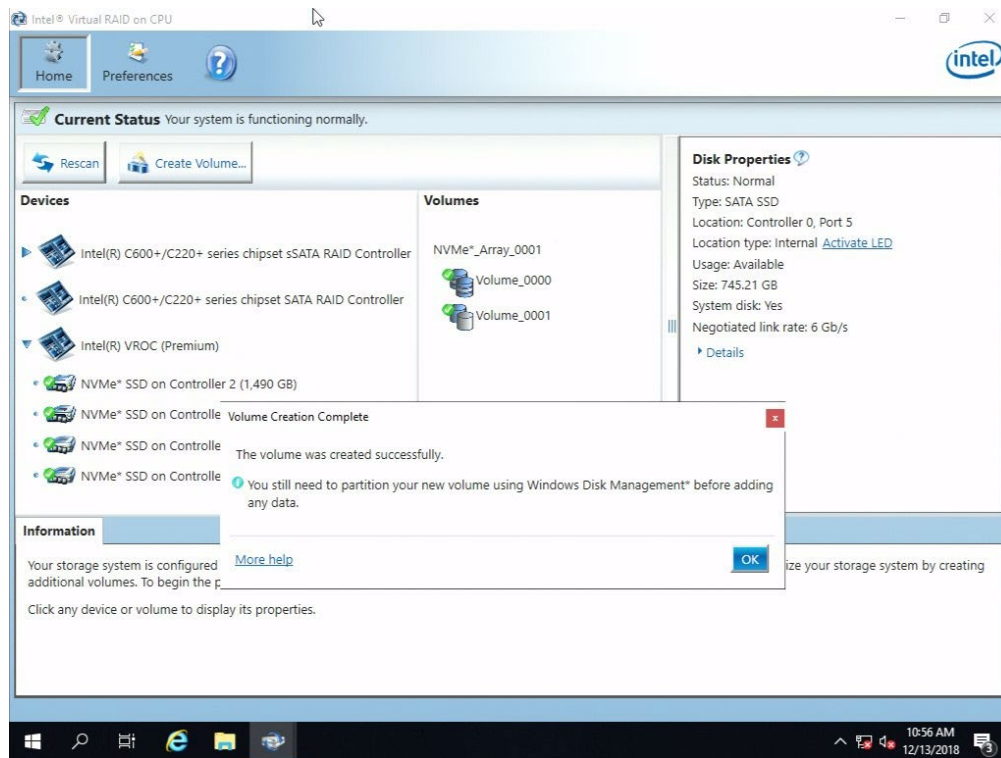 Intel® Virtual RAID on CPU
Home
Preferences
?
intel
Current Status Your system is functioning normally.
Rescan
Create Volume...
Devices
Intel(R) C600+/C220+ series chipset sSATA RAID Controller
Intel(R) C600+/C220+ series chipset SATA RAID Controller
Intel(R) VROC (Premium)
NVMe* SSD on Controller 2 (1,490 GB)
NVMe* SSD on Controlle
NVMe* SSD on Controlle
NVMe* SSD on Controlle
Volumes
NVMe*_Array_0001
Volume_0000
Volume_0001
Disk Properties ?
Status: Normal
Type: SATA SSD
Location: Controller 0, Port 5
Location type: Internal Activate LED
Usage: Available
Size: 745.21 GB
System disk: Yes
Negotiated link rate: 6 Gb/s
Details
Volume Creation Complete
x
The volume was created successfully.
You still need to partition your new volume using Windows Disk Management* before adding
any data.
More help
OK
Information
Your storage system is configured
ize your storage system by creating
additional volumes. To begin the p
Click any device or volume to display its properties.
10:56 AM
12/13/2018
3